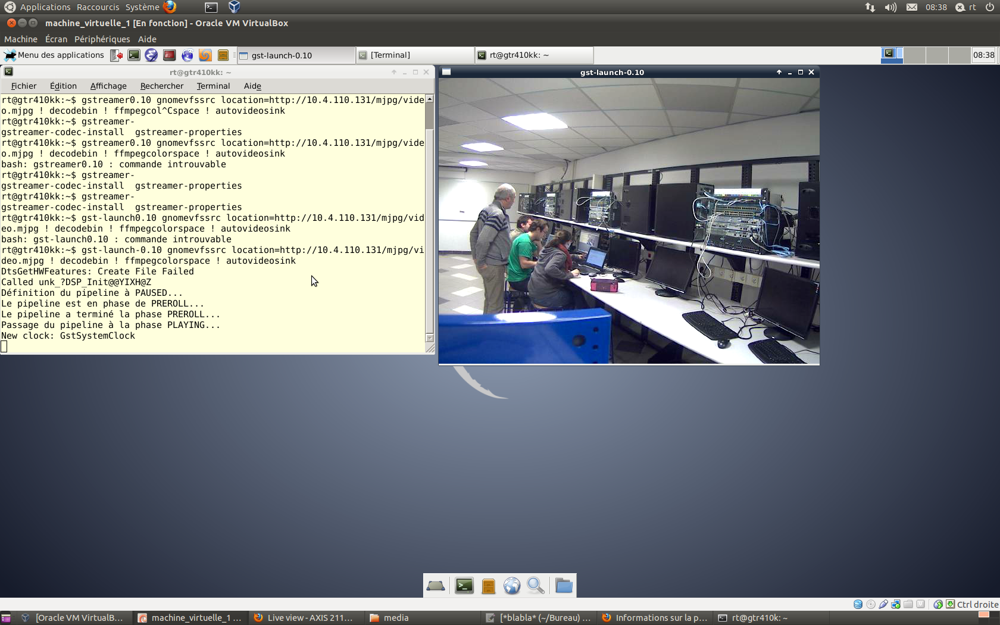 Applications Raccourcis Système
08:38 rt
machine_virtuelle_1 [En fonction] - Oracle VM VirtualBox
Machine Écran Périphériques Aide
Menu des applications
gst-launch-0.10
[Terminal]
rt@gtr410kk: ~
08:38
rt@gtr410kk: ~
Fichier Édition Affichage Rechercher Terminal Aide
rt@gtr410kk:~$ gstreamer0.10 gnomevfssrc location=http://10.4.110.131/mjpg/vide
o.mjpg ! decodebin ! ffmpegcol^Cspace ! autovideosink
rt@gtr410kk:~$ gstreamer-
gstreamer-codec-install  gstreamer-properties
rt@gtr410kk:~$ gstreamer0.10 gnomevfssrc location=http://10.4.110.131/mjpg/vide
o.mjpg ! decodebin ! ffmpegcolorspace ! autovideosink
bash: gstreamer0.10 : commande introuvable
rt@gtr410kk:~$ gstreamer-
gstreamer-codec-install  gstreamer-properties
rt@gtr410kk:~$ gstreamer-
gstreamer-codec-install  gstreamer-properties
rt@gtr410kk:~$ gst-launch0.10 gnomevfssrc location=http://10.4.110.131/mjpg/vid
eo.mjpg ! decodebin ! ffmpegcolorspace ! autovideosink
bash: gst-launch0.10 : commande introuvable
rt@gtr410kk:~$ gst-launch-0.10 gnomevfssrc location=http://10.4.110.131/mjpg/vi
deo.mjpg ! decodebin ! ffmpegcolorspace ! autovideosink
DtsGetHWFeatures: Create File Failed
Called unk_?DSP_Init@@YIXH@Z
Définition du pipeline à PAUSED...
Le pipeline est en phase de PREROLL...
Le pipeline a terminé la phase PREROLL...
Passage du pipeline à la phase PLAYING...
New clock: GstSystemClock
gst-launch-0.10
Ctrl droite
[Oracle VM VirtualB...
machine_virtuelle_1 ...
Live view - AXIS 211...
media
[*blabla* (~/Bureau) ...
Informations sur la p...
rt@gtr410k: ~